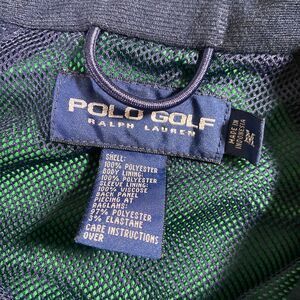 POLO GOLF
RALPH LAUREN
MADE IN
INDONESIA
SHELL:
100% POLYESTER
BODY LINING:
100% POLYESTER
SLEEVE LINING:
100% VISCOSE
BACK PANEL
PIECING AT
RAGLANS:
97% POLYESTER
3% ELASTANE
CARE INSTRUCTIONS
OVER